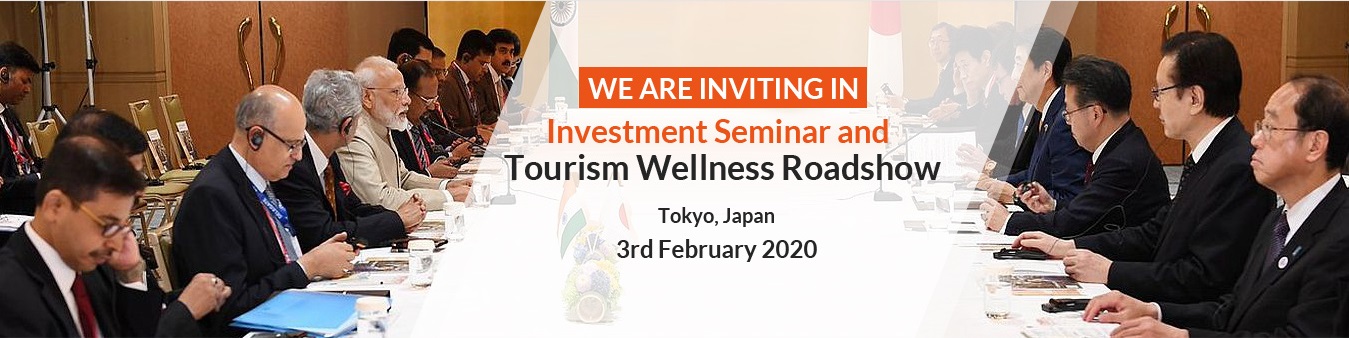 WE ARE INVITING IN
Investment Seminar and
Tourism Wellness Roadshow
Tokyo, Japan
3rd February 2020